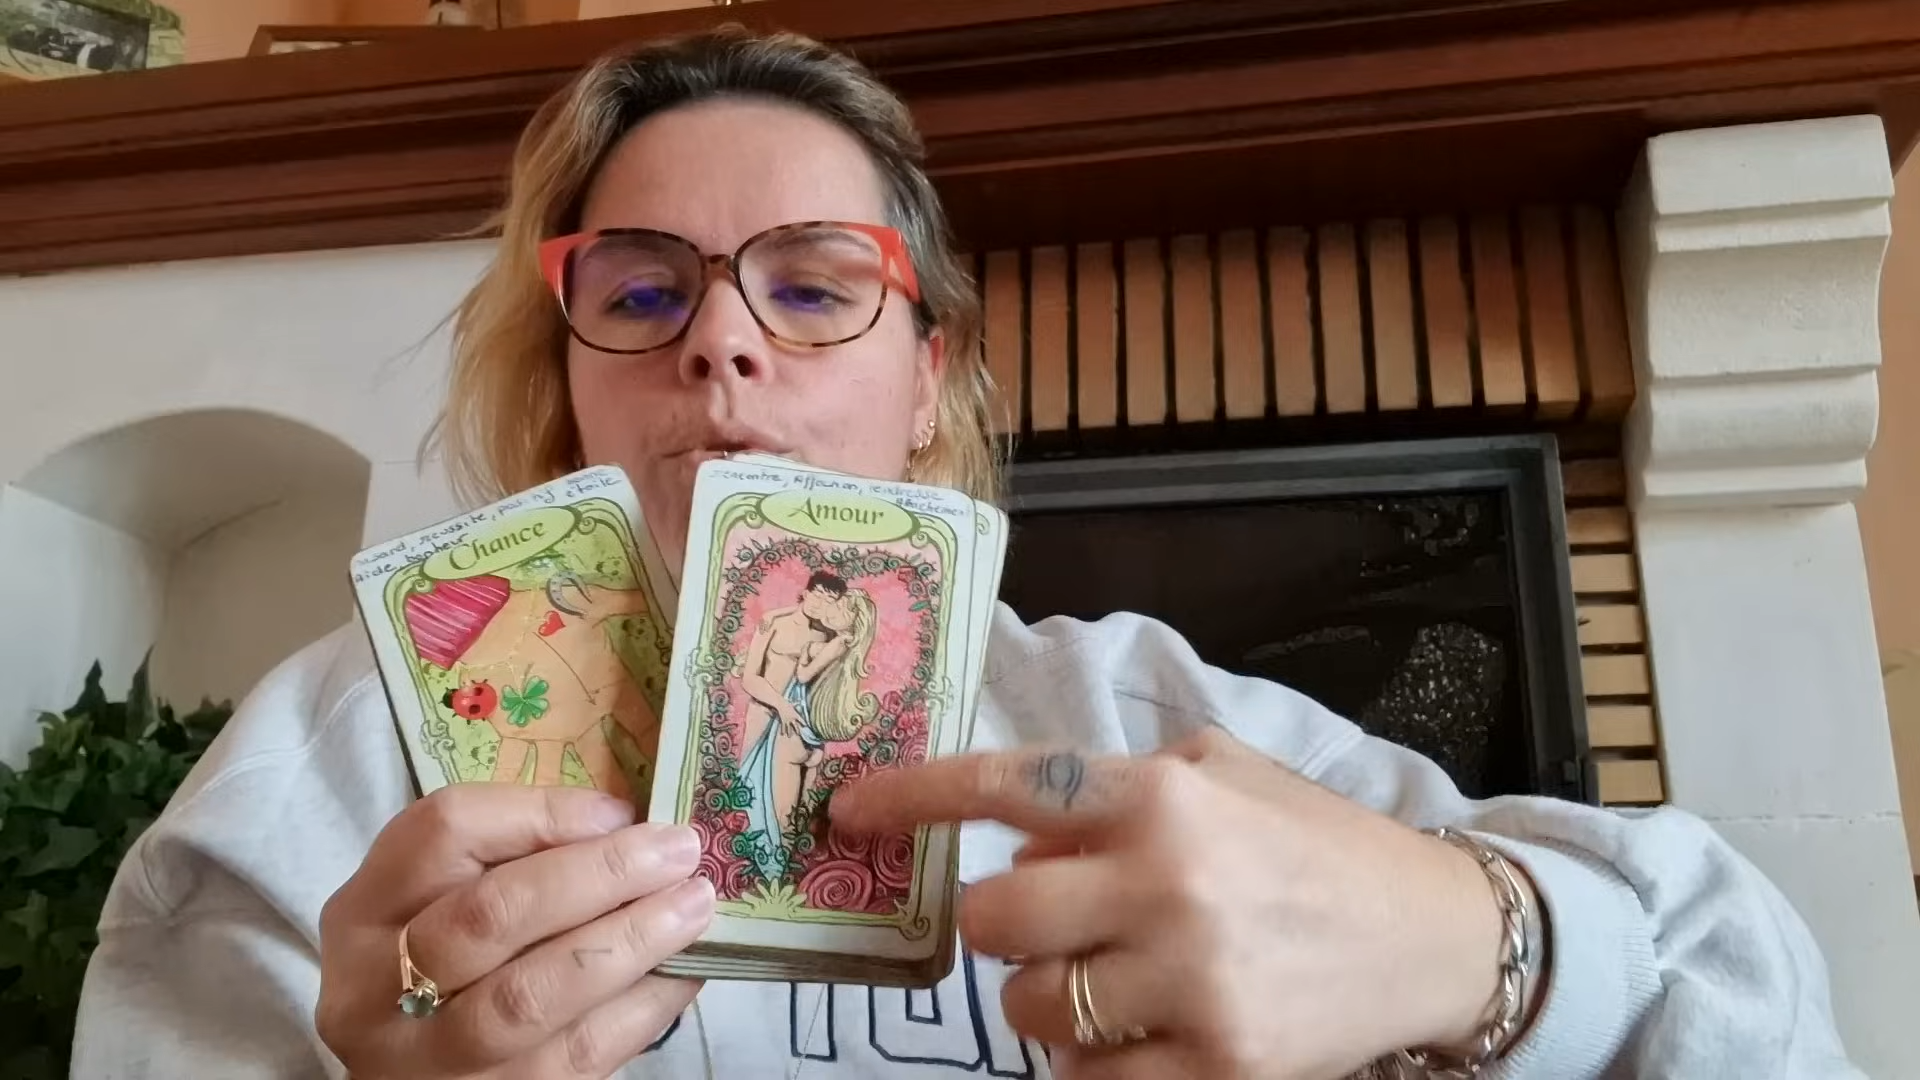 hasard, réussite, positif, bonne
étoile
aide, bonheur
Chance
rencontre, Affection, tendresse
Attachement
Amour